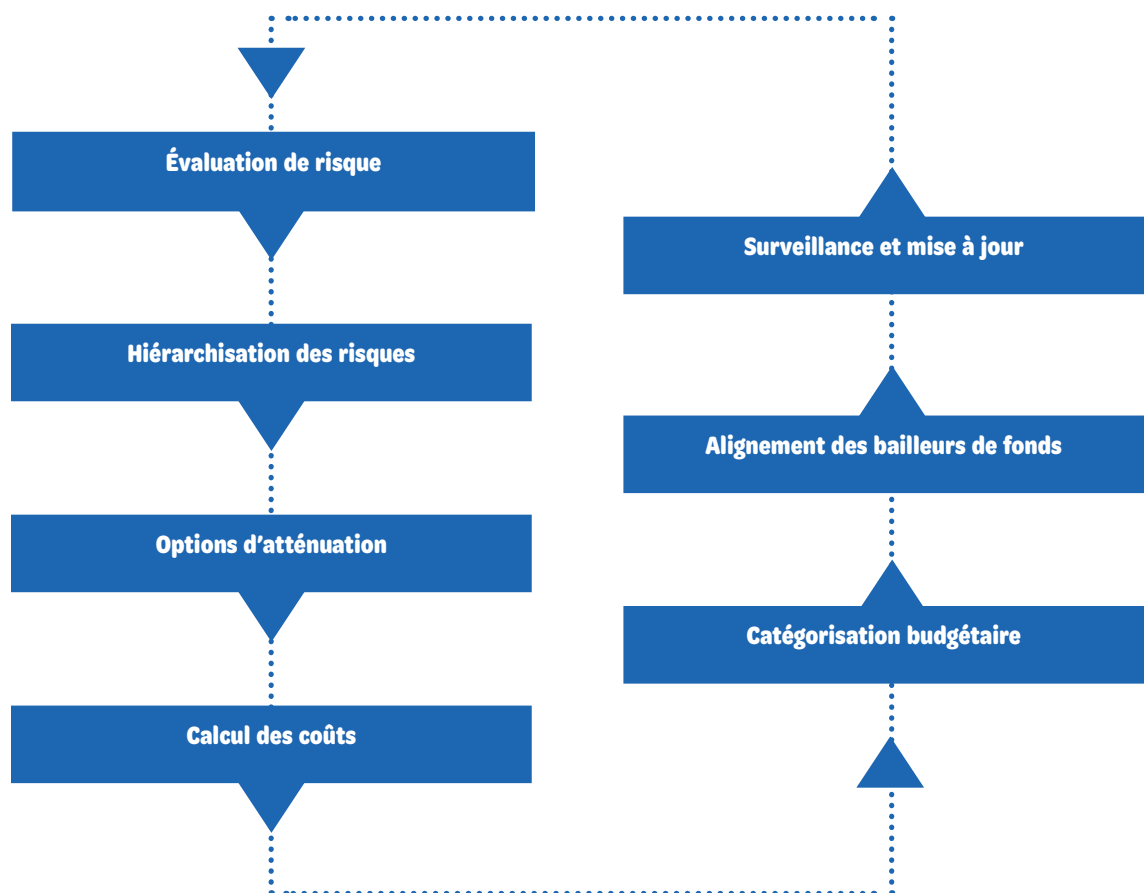 Évaluation de risque
Hiérarchisation des risques
Options d’atténuation
Calcul des coûts
Catégorisation budgétaire
Alignement des bailleurs de fonds
Surveillance et mise à jour